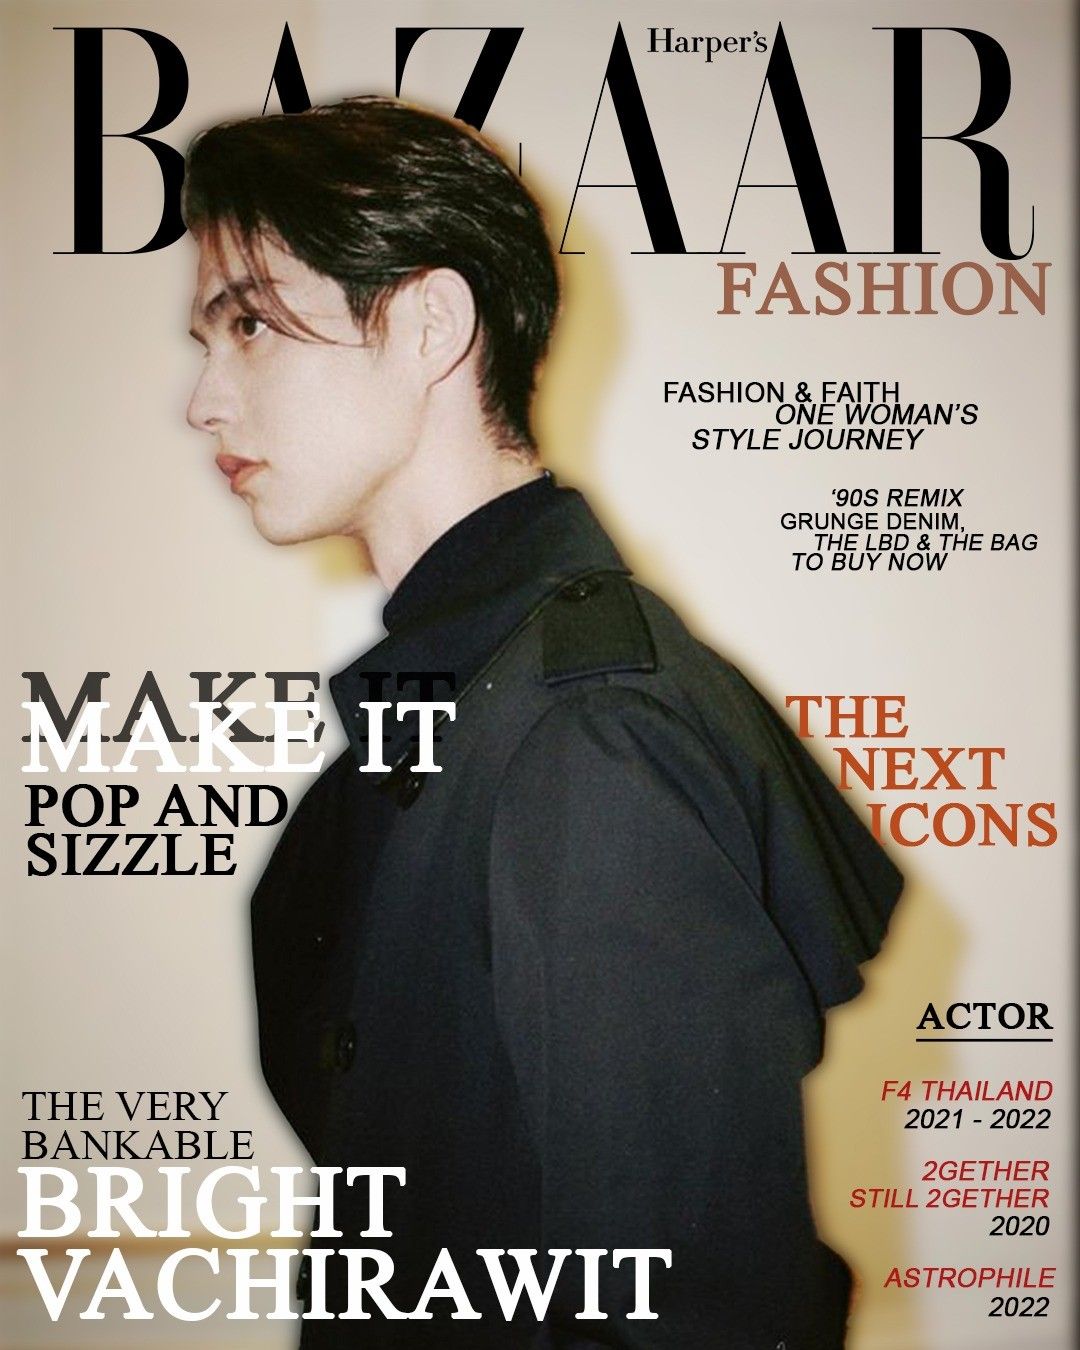 BAZAAR
Harper's
FASHION
FASHION & FAITH
ONE WOMAN'S
STYLE JOURNEY
‘90S REMIX
GRUNGE DENIM,
THE LBD & THE BAG
TO BUY NOW
MAKE IT
MAKE IT
POP AND
SIZZLE
THE
NEXT
ICONS
ACTOR
F4 THAILAND
2021 - 2022
2GETHER
STILL 2GETHER
2020
ASTROPHILE
2022
THE VERY
BANKABLE
BRIGHT
VACHIRAWIT